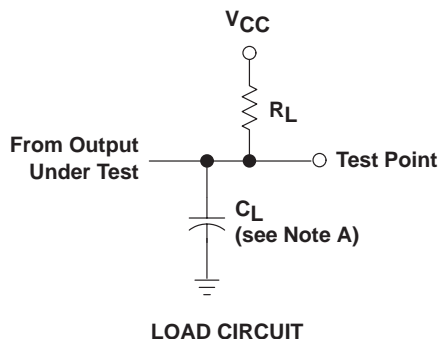 VCC
RL
From Output
Under Test
Test Point
CL
(see Note A)
LOAD CIRCUIT